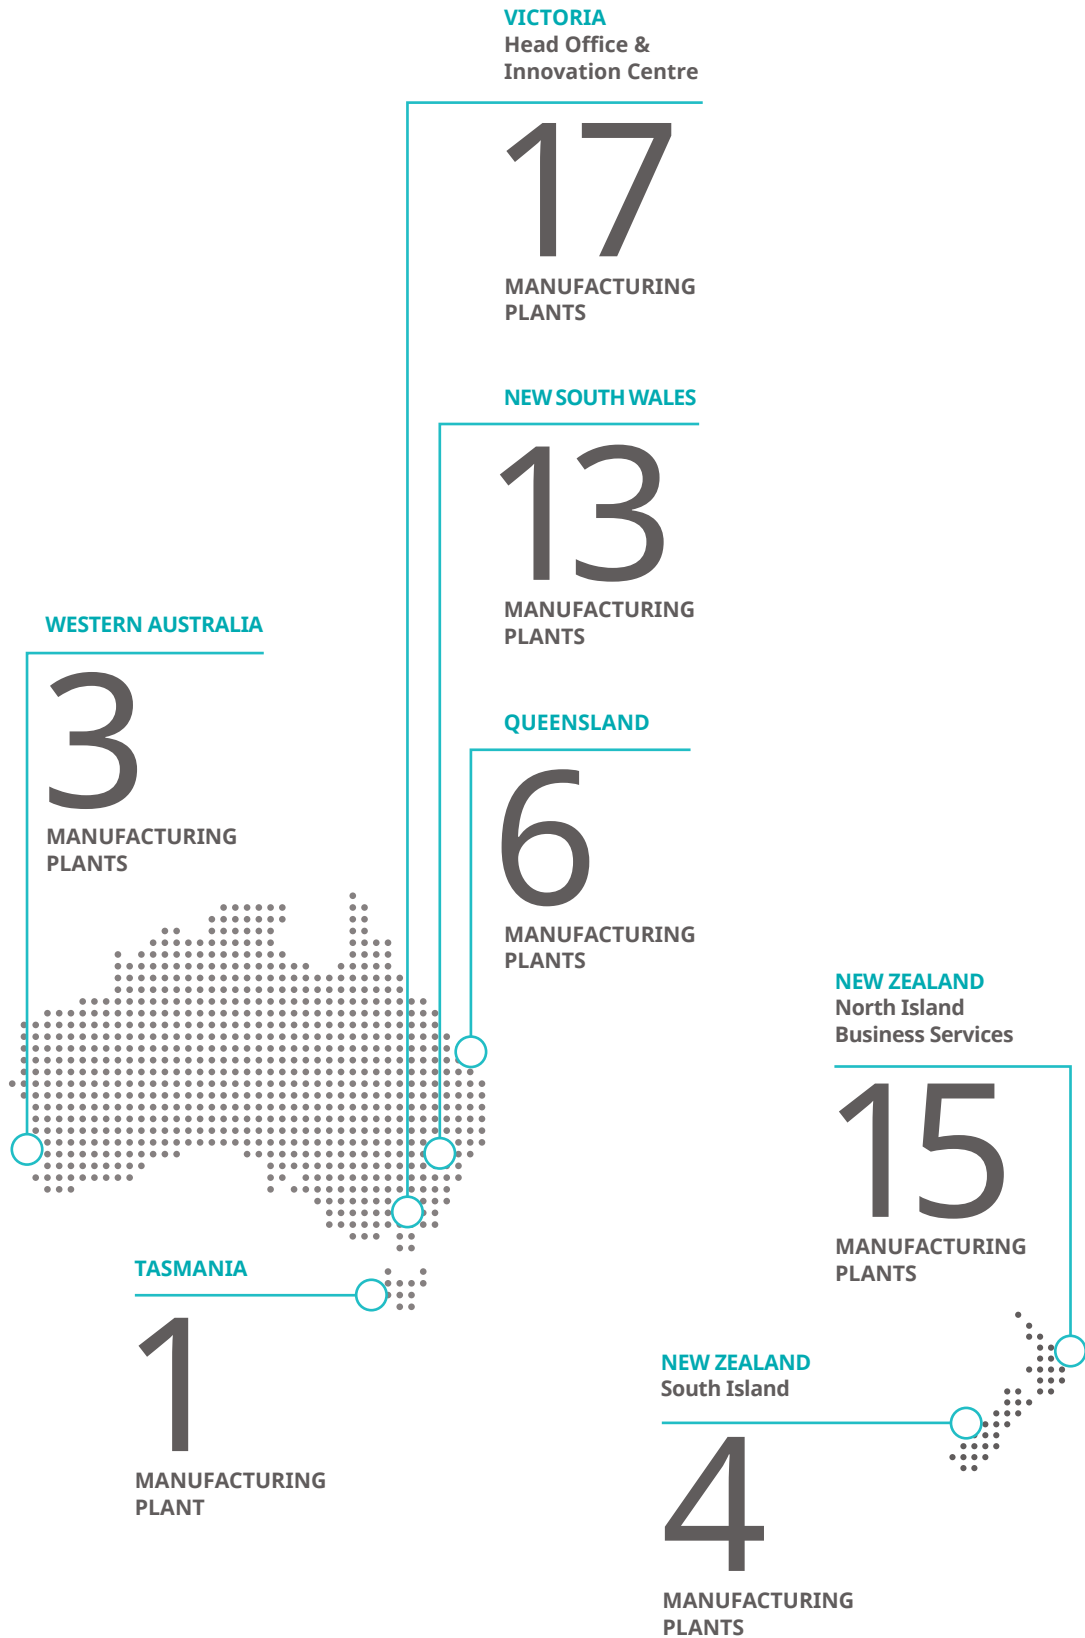 VICTORIA
Head Office &
Innovation Centre
17
MANUFACTURING
PLANTS
NEW SOUTH WALES
13
MANUFACTURING
PLANTS
WESTERN AUSTRALIA
3
MANUFACTURING
PLANTS
QUEENSLAND
6
MANUFACTURING
PLANTS
NEW ZEALAND
North Island
Business Services
15
MANUFACTURING
PLANTS
TASMANIA
1
MANUFACTURING
PLANT
NEW ZEALAND
South Island
4
MANUFACTURING
PLANTS